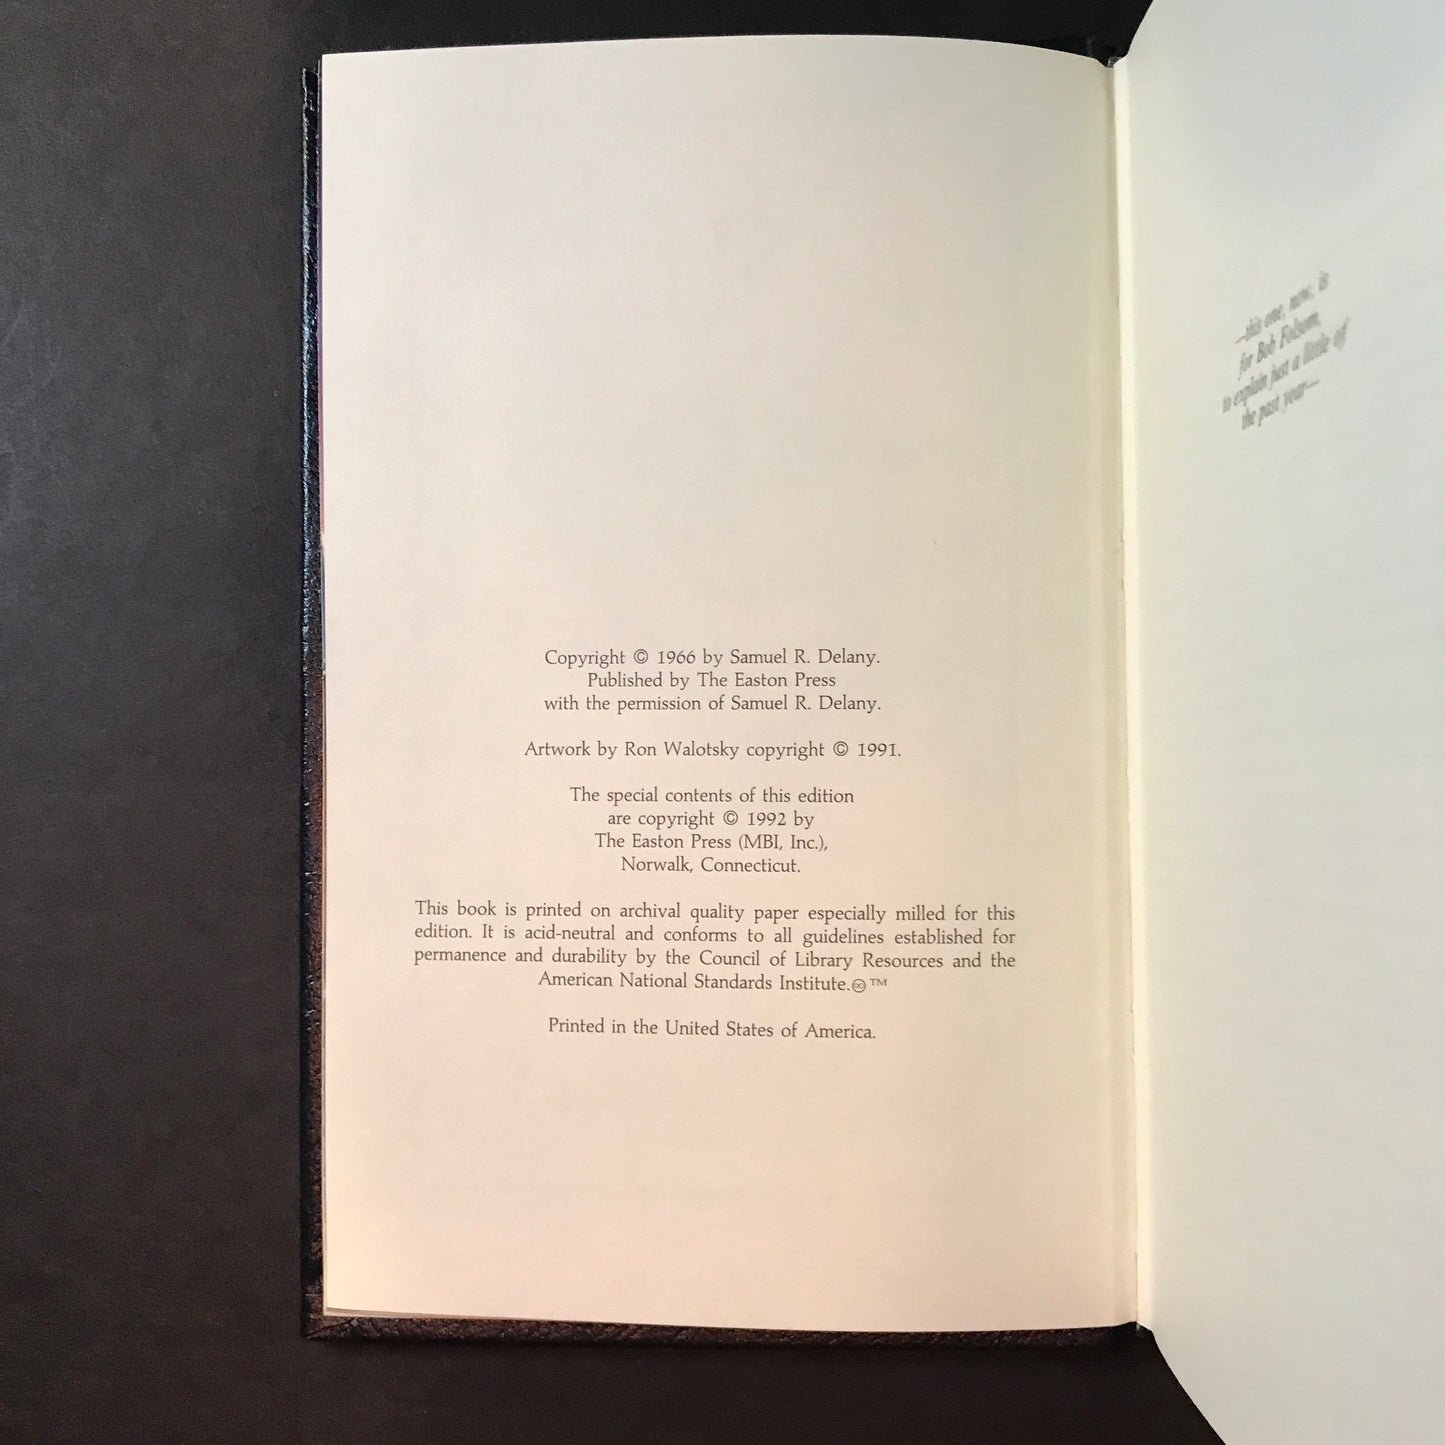 Copyright © 1966 by Samuel R. Delany.
Published by The Easton Press
with the permission of Samuel R. Delany.
Artwork by Ron Walotsky copyright © 1991.
The special contents of this edition
are copyright © 1992 by
The Easton Press (MBI, Inc.),
Norwalk, Connecticut.
This book is printed on archival quality paper especially milled for this
edition. It is acid-neutral and conforms to all guidelines established for
permanence and durability by the Council of Library Resources and the
American National Standards Institute.♾™
Printed in the United States of America.
—this one, now, is
for Bob Folsom,
to explain just a little of
the past year—